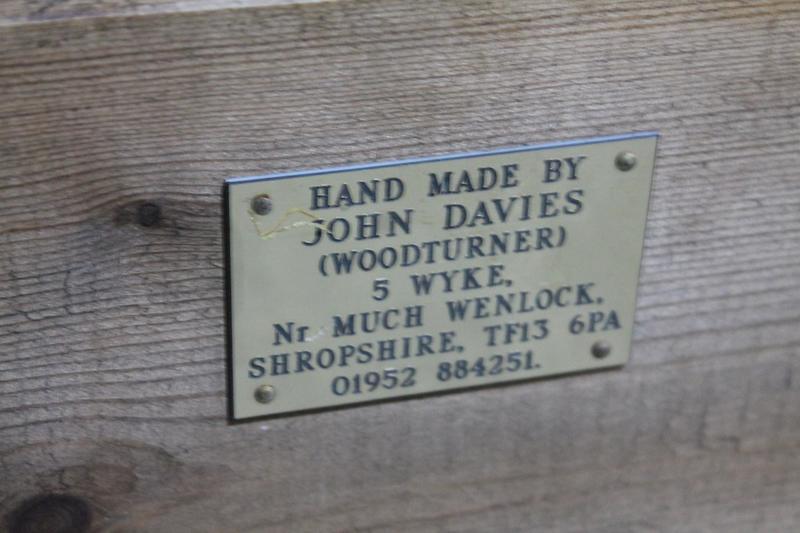 HAND MADE BY
JOHN DAVIES
(WOODTURNER)
5 WYKE,
Nr MUCH WENLOCK,
SHROPSHIRE, TF13 6PA
01952 884251.